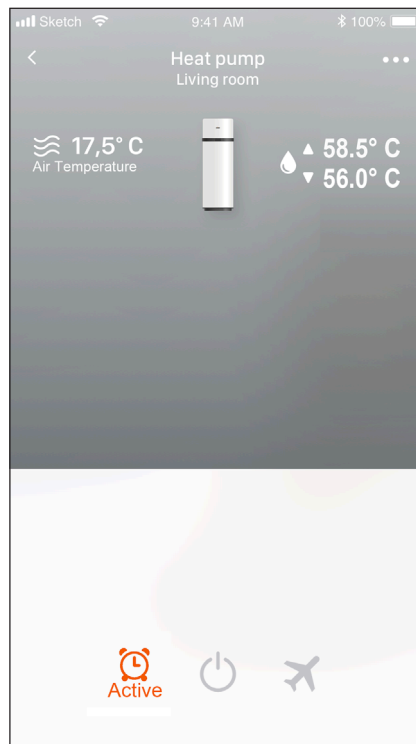 Sketch 9:41 AM 100%
Heat pump
Living room
17,5° C
Air Temperature
58.5° C
56.0° C
Active